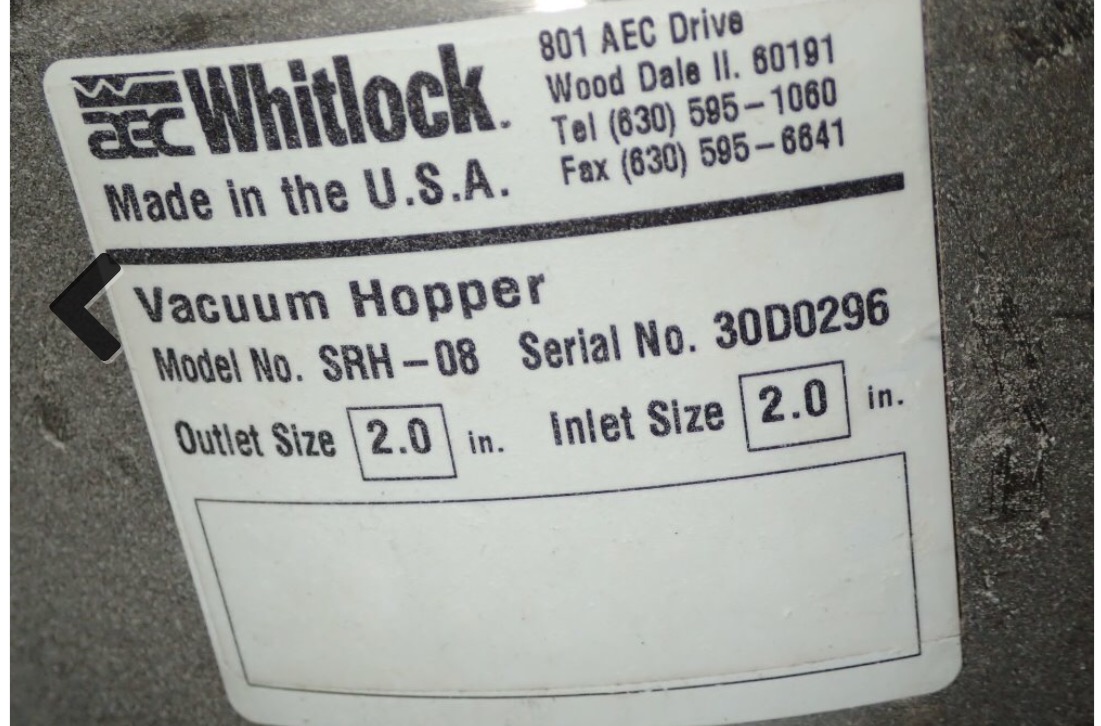 AEC Whitlock.
801 AEC Drive
Wood Dale Il. 60191
Tel (630) 595-1060
Fax (630) 595-6641
Made in the U.S.A.
Vacuum Hopper
Model No. SRH-08 Serial No. 30D0296
Outlet Size 2.0 in. Inlet Size 2.0 in.